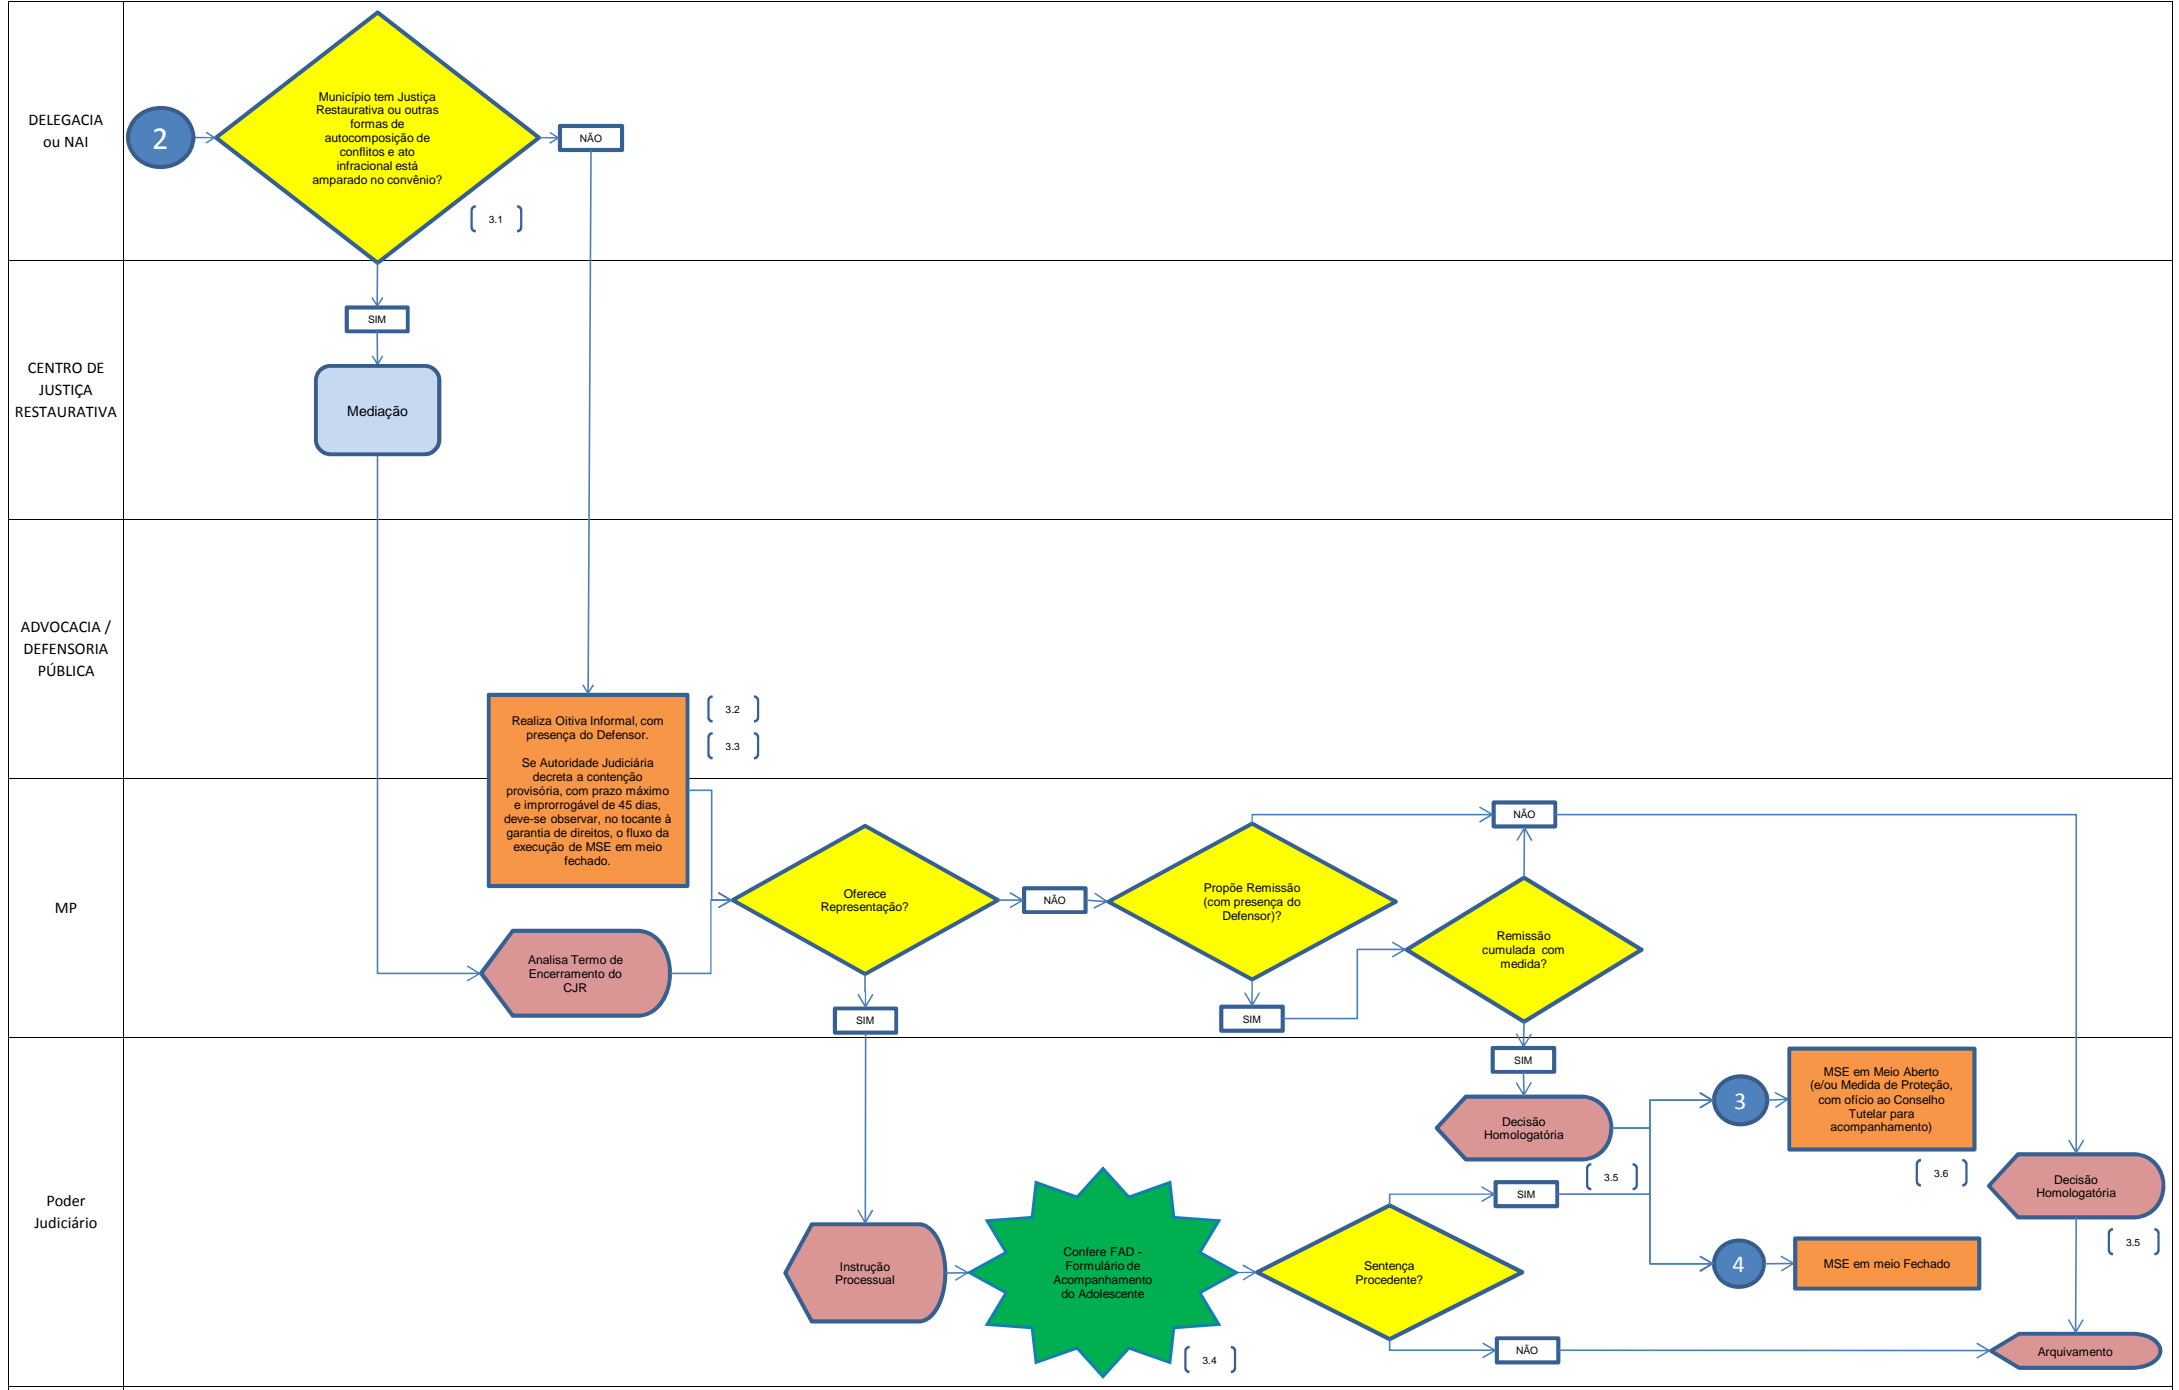 DELEGACIA
ou NAI
2
Município tem Justiça
Restaurativa ou outras
formas de
autocomposição de
conflitos e ato
infracional está
amparado no convênio?
NÃO
3.1
CENTRO DE
JUSTIÇA
RESTAURATIVA
SIM
Mediação
ADVOCACIA /
DEFENSORIA
PÚBLICA
Realiza Oitiva Informal, com
presença do Defensor.
Se Autoridade Judiciária
decreta a contenção
provisória, com prazo máximo
e improrrogável de 45 dias,
deve-se observar, no tocante à
garantia de direitos, o fluxo da
execução de MSE em meio
fechado.
3.2
3.3
MP
Analisa Termo de
Encerramento do
CJR
Oferece
Representação?
NÃO
SIM
Propõe Remissão
(com presença do
Defensor)?
SIM
NÃO
Remissão
cumulada com
medida?
Poder
Judiciário
SIM
Decisão
Homologatória
3.5
3
MSE em Meio Aberto
(e/ou Medida de Proteção,
com ofício ao Conselho
Tutelar para
acompanhamento)
3.6
Decisão
Homologatória
3.5
Instrução
Processual
Confere FAD -
Formulário de
Acompanhamento
do Adolescente
3.4
Sentença
Procedente?
SIM
4
MSE em meio Fechado
NÃO
Arquivamento